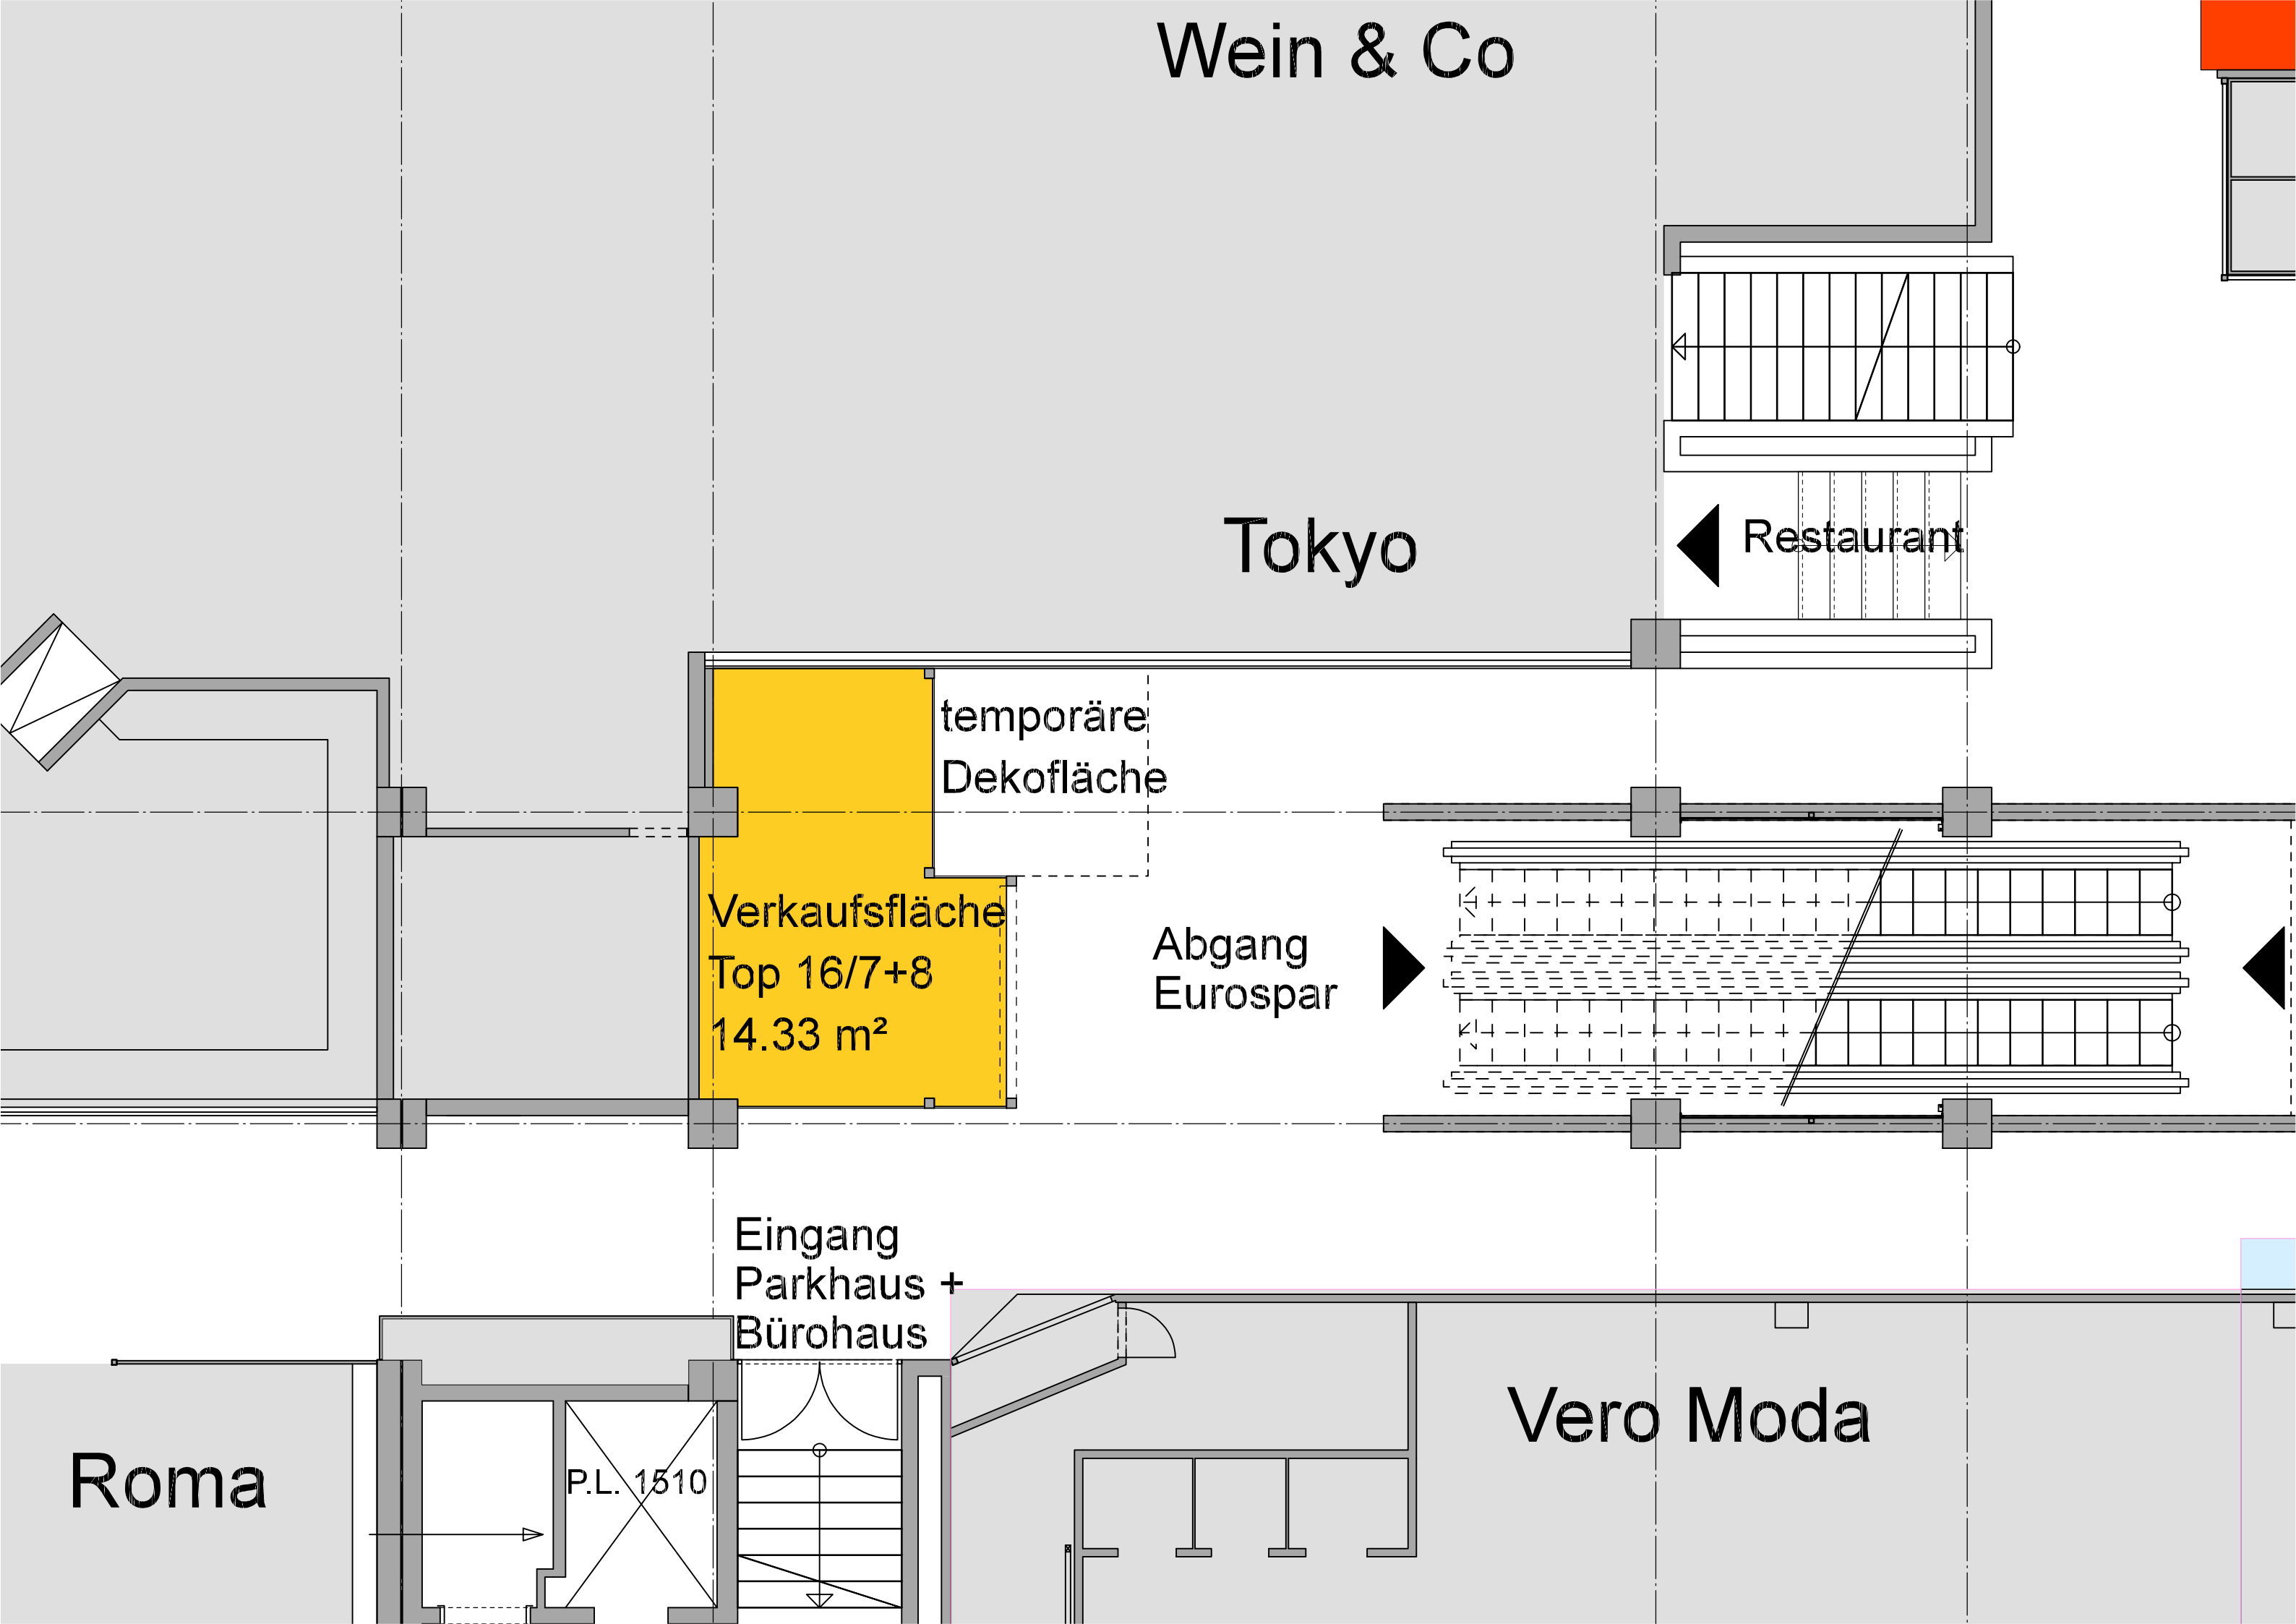 Wein & Co
Tokyo
Restaurant
temporäre
Dekofläche
Verkaufsfläche
Top 16/7+8
14.33 m²
Abgang
Eurospar
Eingang
Parkhaus +
Bürohaus
Vero Moda
Roma
P.L. 1510